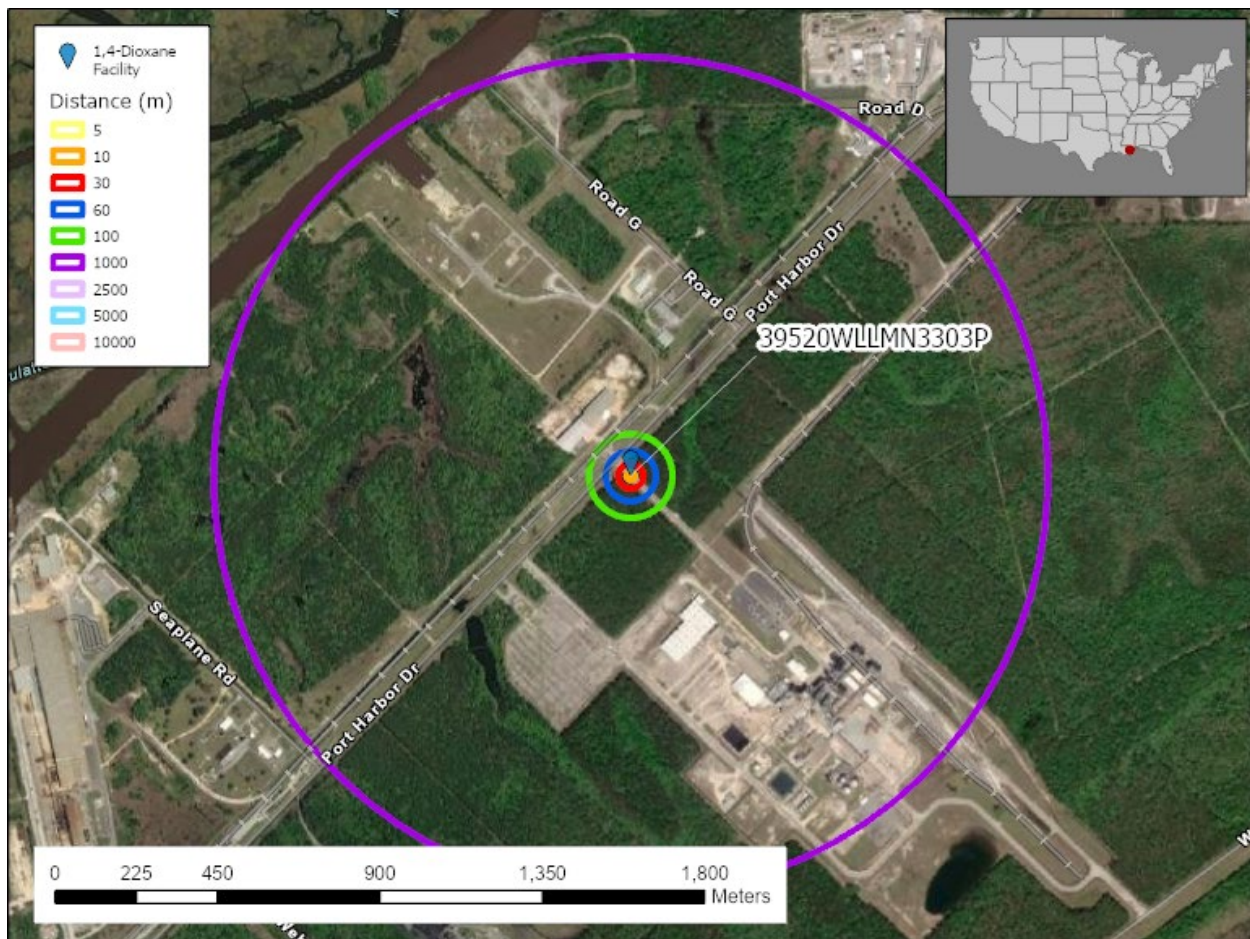 1,4-Dioxane
Facility
Distance (m)
5
10
30
60
100
1000
2500
5000
10000
Road D
Road G
Road G
Port Harbor Dr
39520WLLMN3303P
Seaplane Rd
Port Harbor Dr
0 225 450 900 1,350 1,800
Meters